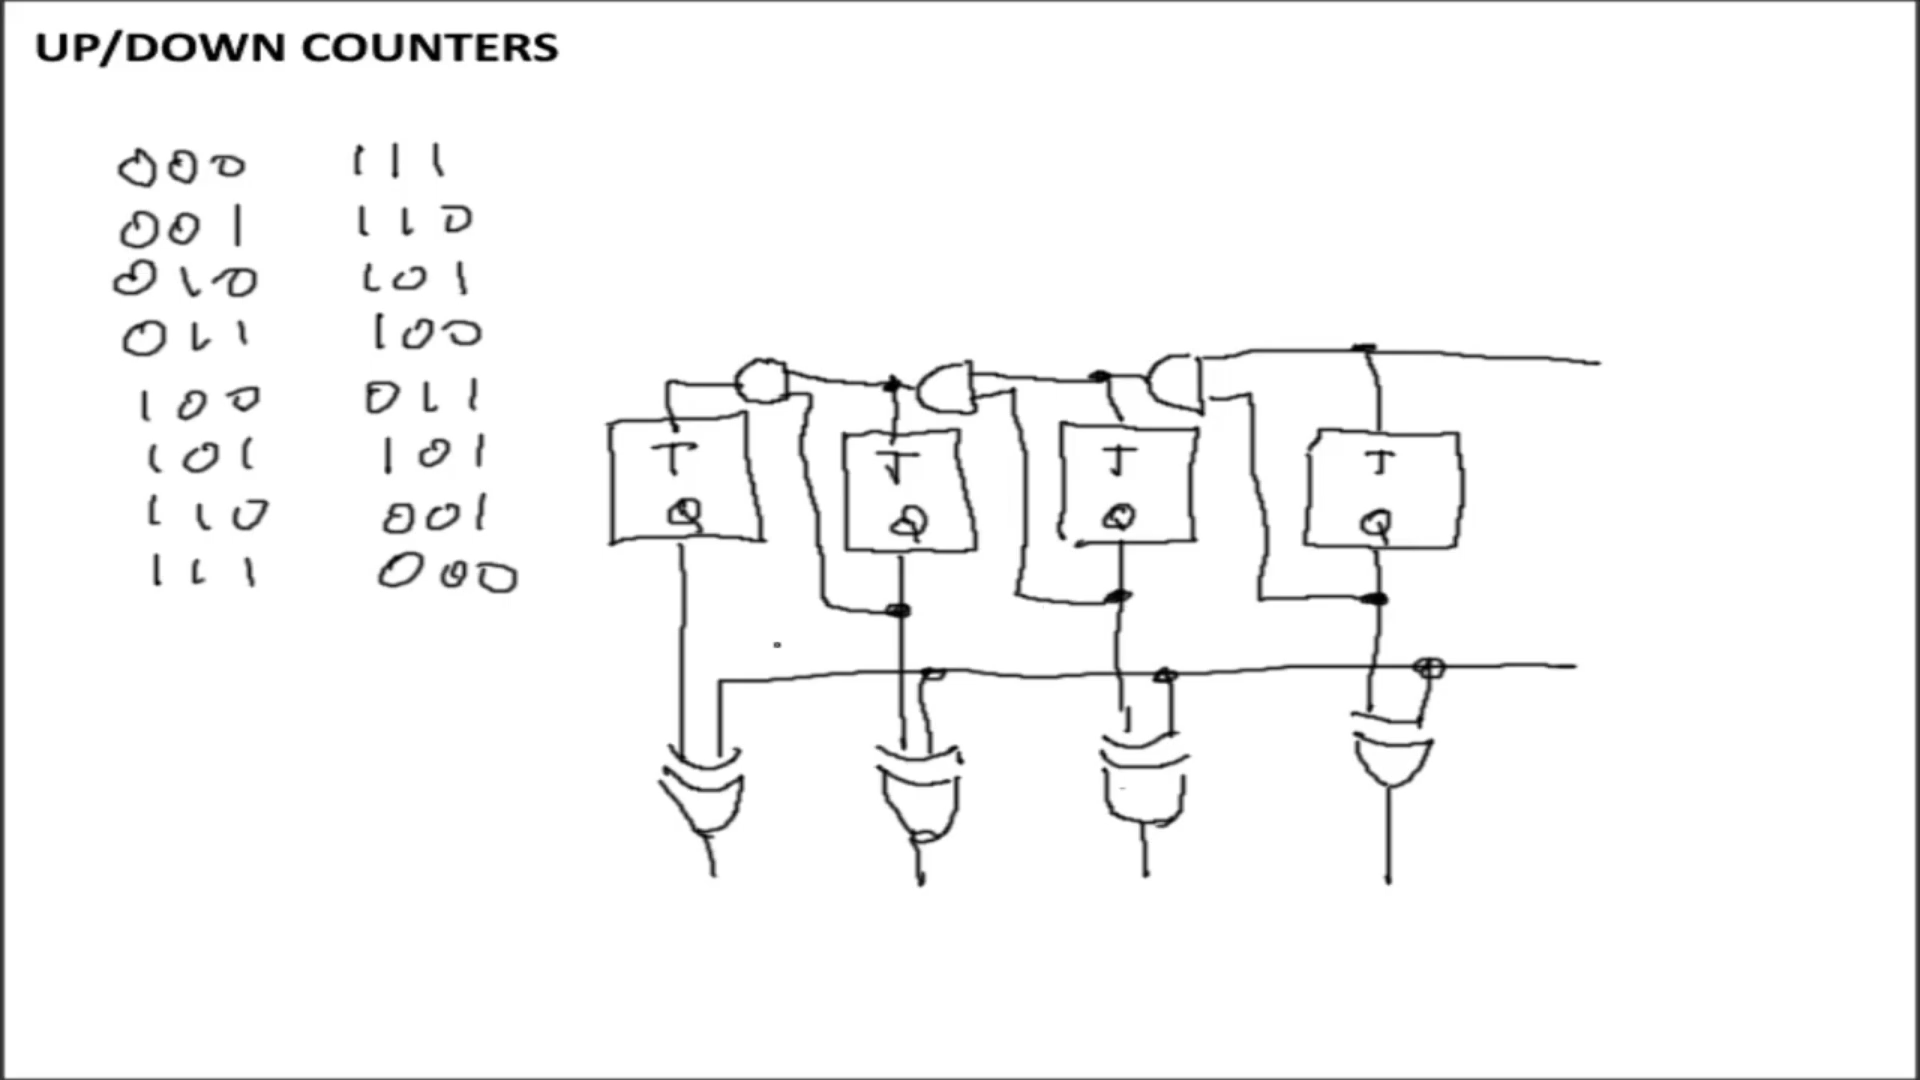 UP/DOWN COUNTERS
000 111
001 110
010 101
011 100
100 011
101 101
110 001
111 000
T T T T
Q Q Q Q